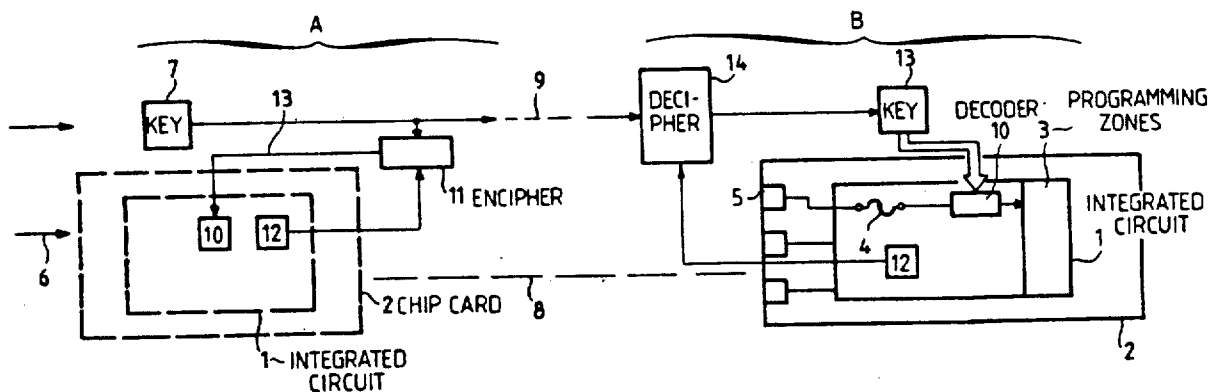 A
B
7
KEY
13
9
14
DECI-
PHER
13
KEY
DECODER
10
PROGRAMMING
ZONES
3~
11 ENCIPHER
10
12
6
2 CHIP CARD
8
1~ INTEGRATED
CIRCUIT
5
4
12
INTEGRATED
CIRCUIT
1
2